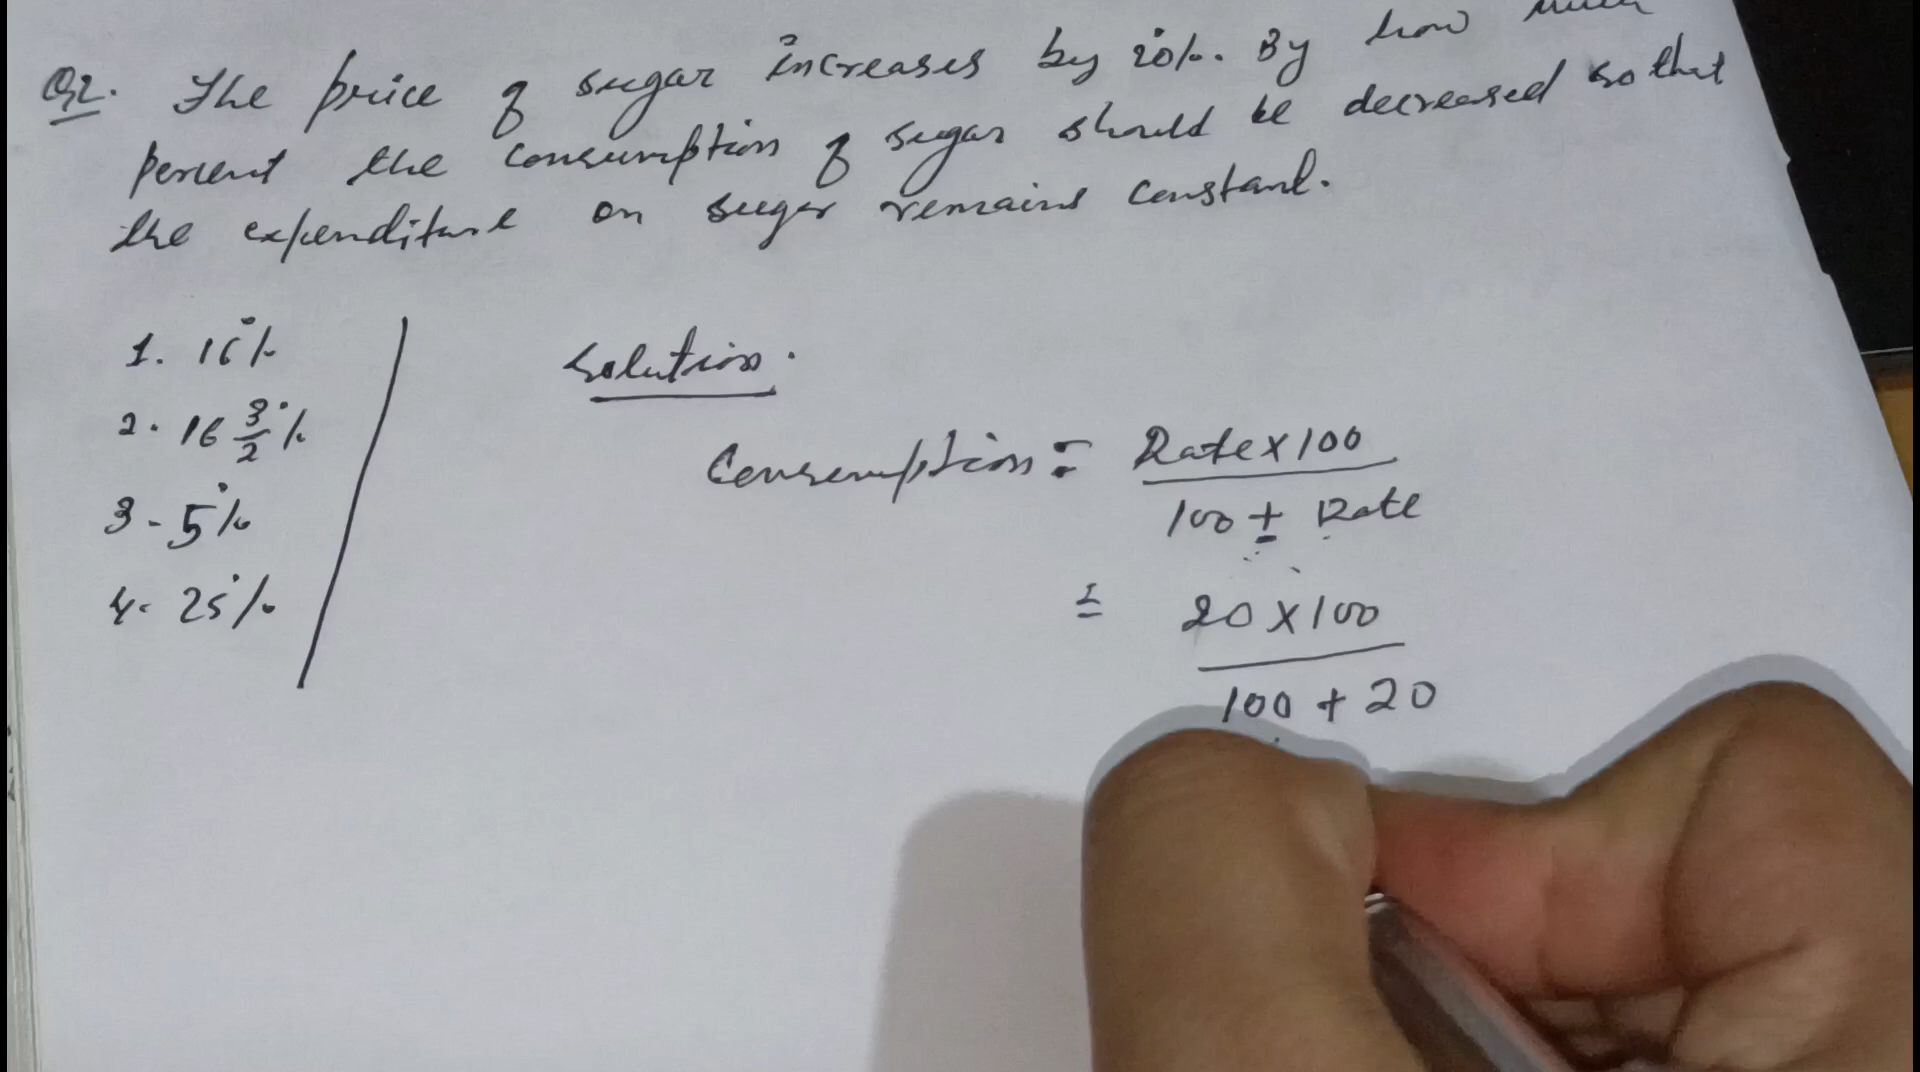 Q2. The price of sugar increases by 20%. By how much
percent the consumption of sugar should be decreased so that
the expenditure on sugar remains constant.
1. 16%
2. 16 3/2 %
3 - 5%
4. 25%
Solution.
Consumption = Rate x 100
100 + Rate
= 20 x 100
100 + 20